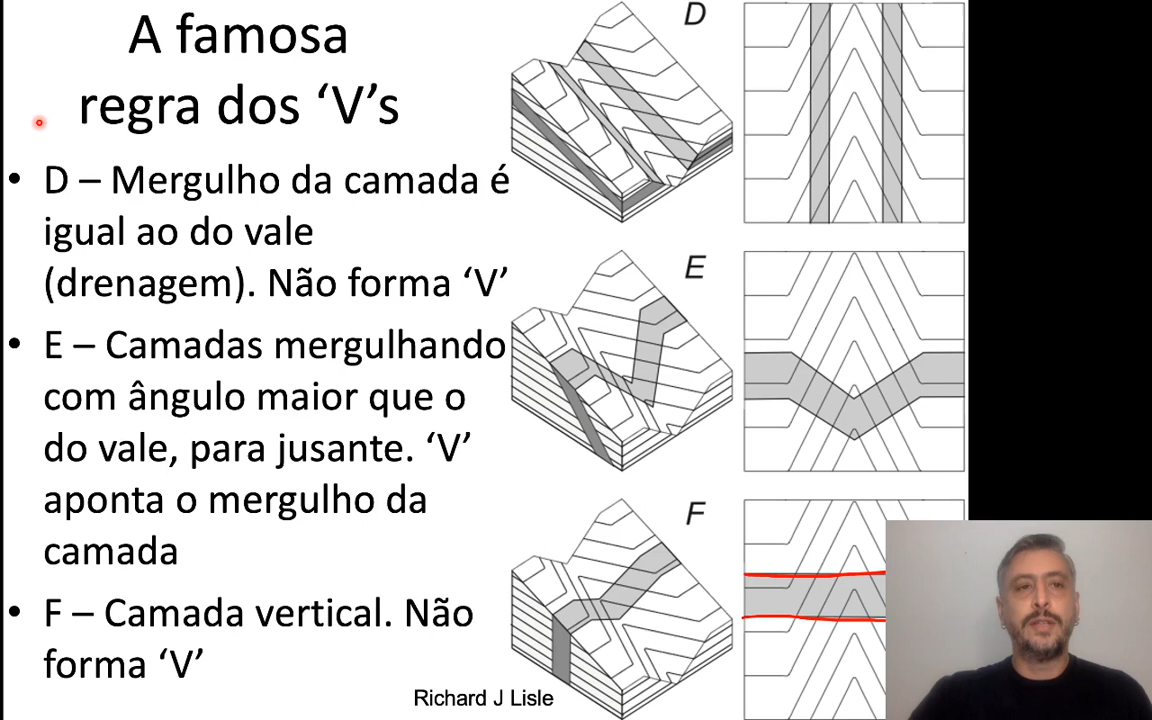 A famosa
regra dos ‘V’s
• D – Mergulho da camada é
igual ao do vale
(drenagem). Não forma ‘V’
• E – Camadas mergulhando
com ângulo maior que o
do vale, para jusante. ‘V’
aponta o mergulho da
camada
• F – Camada vertical. Não
forma ‘V’
D
E
F
Richard J Lisle